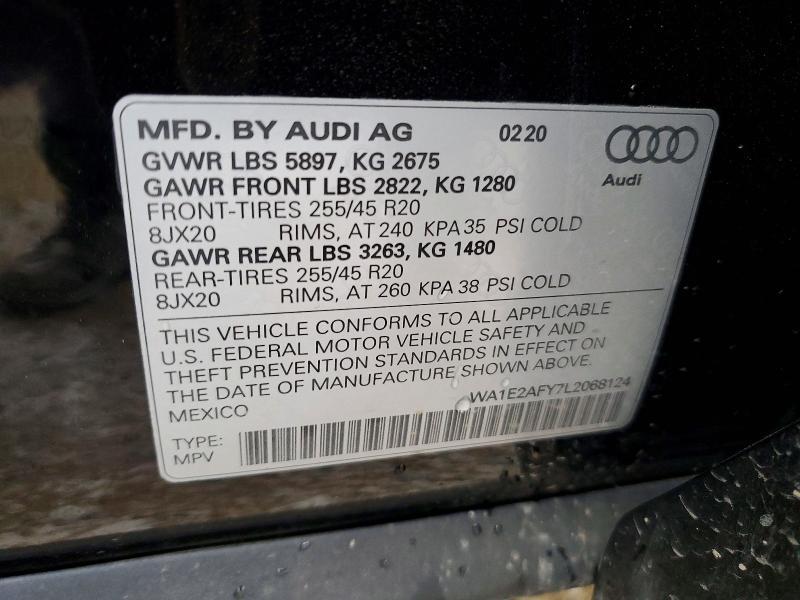 MFD. BY AUDI AG 0220
GVWR LBS 5897, KG 2675
GAWR FRONT LBS 2822, KG 1280
Audi
FRONT-TIRES 255/45 R20
8JX20 RIMS, AT 240 KPA 35 PSI COLD
GAWR REAR LBS 3263, KG 1480
REAR-TIRES 255/45 R20
8JX20 RIMS, AT 260 KPA 38 PSI COLD
THIS VEHICLE CONFORMS TO ALL APPLICABLE
U.S. FEDERAL MOTOR VEHICLE SAFETY AND
THEFT PREVENTION STANDARDS IN EFFECT ON
THE DATE OF MANUFACTURE SHOWN ABOVE.
MEXICO WA1E2AFY7L2068124
TYPE:
MPV